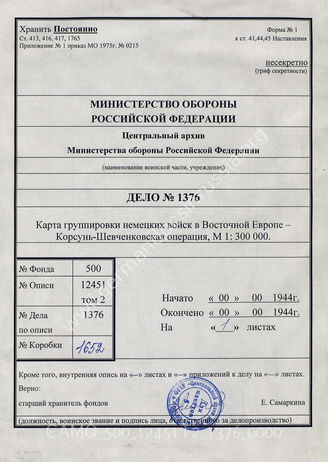 Хранить Постоянно
Форма № 1
Ст. 413, 416, 417, 1765
к ст. 41,44,45 Наставления
Приложение № 1 приказ МО 1975г. № 0215
несекретно
(гриф секретности)
МИНИСТЕРСТВО ОБОРОНЫ
РОССИЙСКОЙ ФЕДЕРАЦИИ
Центральный архив
Министерства обороны Российской Федерации
(наименование воинской части, учреждения)
ДЕЛО № 1376
Карта группировки немецких войск в Восточной Европе –
Корсунь-Шевченковская операция, М 1: 300 000.
№ Фонда 500
№ Описи 12451
том 2
№ Дела 1376
по описи
№ Коробки 1652
Начато « 00 » 00 1944г.
Окончено « 00 » 00 1944г.
На « 1 » листах
Кроме того, внутренняя опись на «--» листах и «--» приложений к делу на «--» листах.
Верно:
старший хранитель фондов Е. Самаркина
(должность, воинское звание и подпись лица, ответственного за делопроизводство)